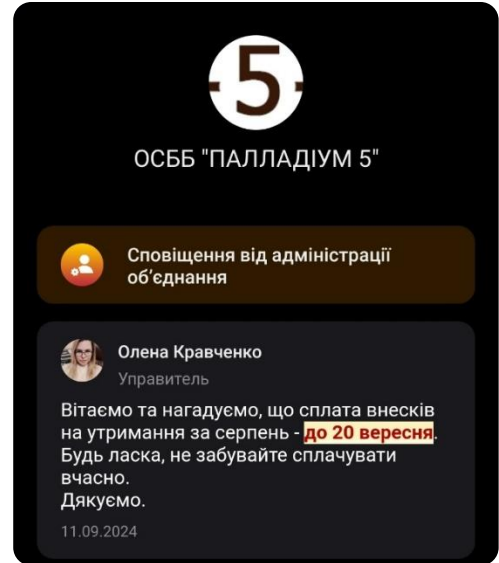 -5-
ОСББ "ПАЛЛАДІУМ 5"
Сповіщення від адміністрації
об’єднання
Олена Кравченко
Управитель
Вітаємо та нагадуємо, що сплата внесків
на утримання за серпень - до 20 вересня.
Будь ласка, не забувайте сплачувати
вчасно.
Дякуємо.
11.09.2024